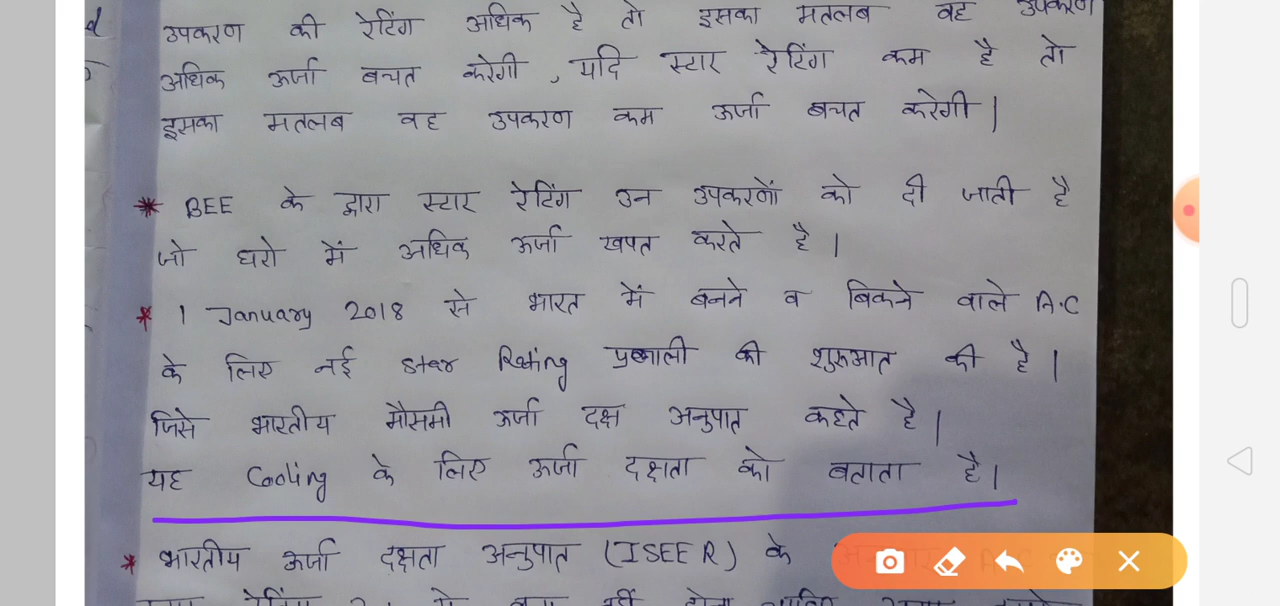 उपकरण की रेटिंग अधिक है तो इसका मतलब वह उपकरण
अधिक ऊर्जा बचत करेगी , यदि स्टार रेटिंग कम है तो
इसका मतलब वह उपकरण कम ऊर्जा बचत करेगी |
* BEE के द्वारा स्टार रेटिंग उन उपकरणों को दी जाती है
जो घरो में अधिक ऊर्जा खपत करते है |
* 1 January 2018 से भारत में बनने व बिकने वाले A.C
के लिए नई Star Rating प्रणाली की शुरुआत की है |
जिसे भारतीय मौसमी ऊर्जा दक्ष अनुपात कहते है |
यह Cooling के लिए ऊर्जा दक्षता को बताता है |
* भारतीय ऊर्जा दक्षता अनुपात (ISEER) के